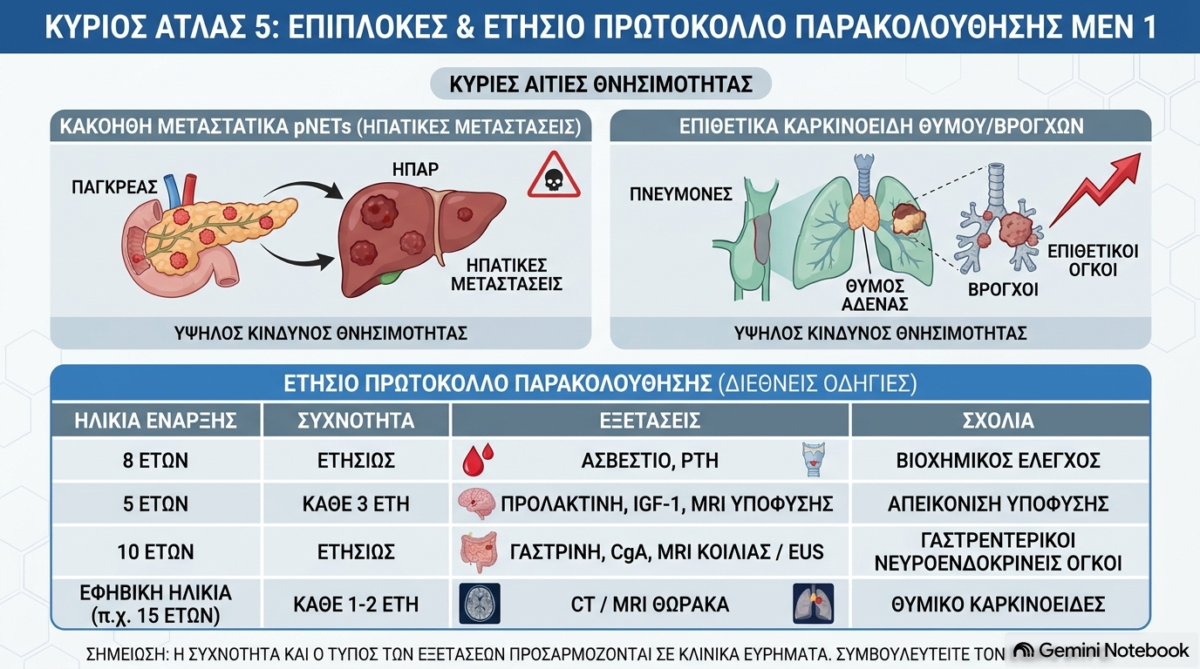 ΚΥΡΙΟΣ ΑΤΛΑΣ 5: ΕΠΙΠΛΟΚΕΣ & ΕΤΗΣΙΟ ΠΡΩΤΟΚΟΛΛΟ ΠΑΡΑΚΟΛΟΥΘΗΣΗΣ MEN 1
ΚΥΡΙΕΣ ΑΙΤΙΕΣ ΘΝΗΣΙΜΟΤΗΤΑΣ
ΚΑΚΟΗΘΗ ΜΕΤΑΣΤΑΤΙΚΑ pNETs (ΗΠΑΤΙΚΕΣ ΜΕΤΑΣΤΑΣΕΙΣ)
ΠΑΓΚΡΕΑΣ
ΗΠΑΡ
ΗΠΑΤΙΚΕΣ
ΜΕΤΑΣΤΑΣΕΙΣ
ΥΨΗΛΟΣ ΚΙΝΔΥΝΟΣ ΘΝΗΣΙΜΟΤΗΤΑΣ
ΕΠΙΘΕΤΙΚΑ ΚΑΡΚΙΝΟΕΙΔΗ ΘΥΜΟΥ/ΒΡΟΓΧΩΝ
ΠΝΕΥΜΟΝΕΣ
ΘΥΜΟΣ
ΑΔΕΝΑΣ
ΒΡΟΓΧΟΙ
ΕΠΙΘΕΤΙΚΟΙ
ΟΓΚΟΙ
ΥΨΗΛΟΣ ΚΙΝΔΥΝΟΣ ΘΝΗΣΙΜΟΤΗΤΑΣ
ΕΤΗΣΙΟ ΠΡΩΤΟΚΟΛΛΟ ΠΑΡΑΚΟΛΟΥΘΗΣΗΣ (ΔΙΕΘΝΕΙΣ ΟΔΗΓΙΕΣ)
ΗΛΙΚΙΑ ΕΝΑΡΞΗΣ ΣΥΧΝΟΤΗΤΑ ΕΞΕΤΑΣΕΙΣ ΣΧΟΛΙΑ
8 ΕΤΩΝ ΕΤΗΣΙΩΣ ΑΣΒΕΣΤΙΟ, PTH ΒΙΟΧΗΜΙΚΟΣ ΕΛΕΓΧΟΣ
5 ΕΤΩΝ ΚΑΘΕ 3 ΕΤΗ ΠΡΟΛΑΚΤΙΝΗ, IGF-1, MRI ΥΠΟΦΥΣΗΣ ΑΠΕΙΚΟΝΙΣΗ ΥΠΟΦΥΣΗΣ
10 ΕΤΩΝ ΕΤΗΣΙΩΣ ΓΑΣΤΡΙΝΗ, CgA, MRI ΚΟΙΛΙΑΣ / EUS ΓΑΣΤΡΕΝΤΕΡΙΚΟΙ
ΝΕΥΡΟΕΝΔΟΚΡΙΝΕΙΣ ΟΓΚΟΙ
ΕΦΗΒΙΚΗ ΗΛΙΚΙΑ
(π.χ. 15 ΕΤΩΝ) ΚΑΘΕ 1-2 ΕΤΗ CT / MRI ΘΩΡΑΚΑ ΘΥΜΙΚΟ ΚΑΡΚΙΝΟΕΙΔΕΣ
ΣΗΜΕΙΩΣΗ: Η ΣΥΧΝΟΤΗΤΑ ΚΑΙ Ο ΤΥΠΟΣ ΤΩΝ ΕΞΕΤΑΣΕΩΝ ΠΡΟΣΑΡΜΟΖΟΝΤΑΙ ΣΕ ΚΛΙΝΙΚΑ ΕΥΡΗΜΑΤΑ. ΣΥΜΒΟΥΛΕΥΤΕΙΤΕ ΤΟΝ
Gemini Notebook